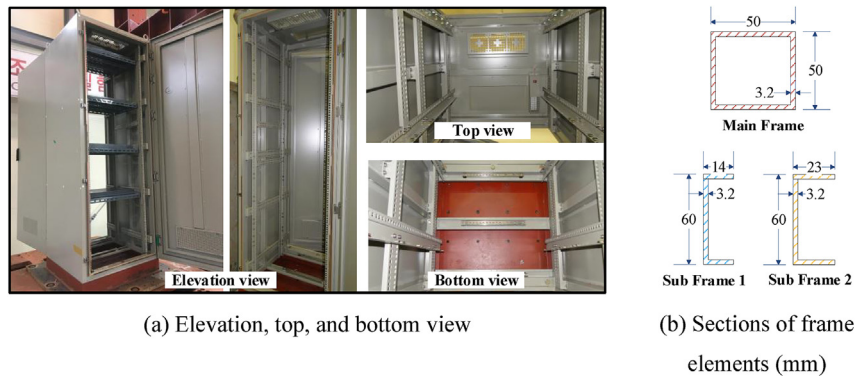 조
Elevation view
Top view
Bottom view
(a) Elevation, top, and bottom view
50
50
3.2
Main Frame
14
3.2
60
Sub Frame 1
23
3.2
60
Sub Frame 2
(b) Sections of frame
elements (mm)